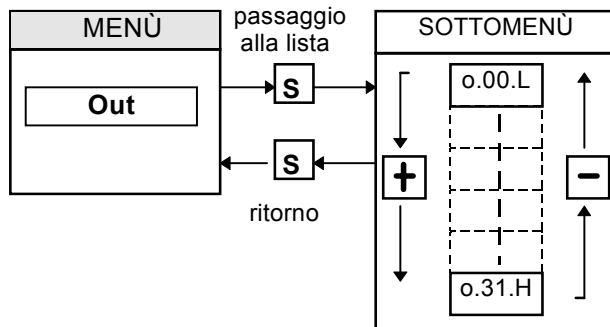 MENÙ
passaggio
alla lista
SOTTOMENÙ
Out
S
o.00.L
S
+
-
ritorno
o.31.H